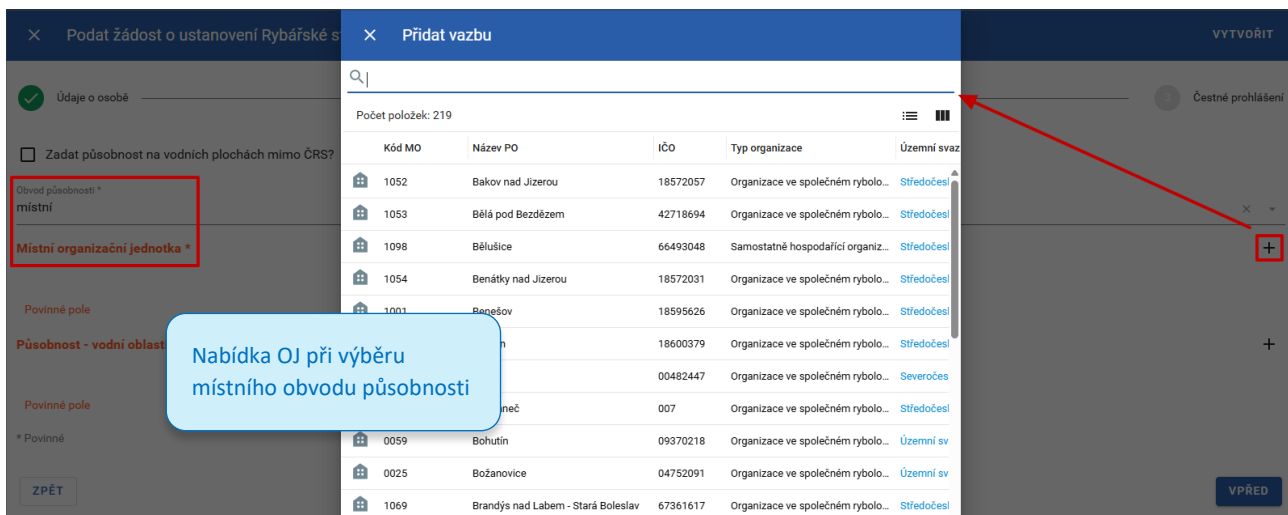 Podat žádost o ustanovení Rybářské s
Přidat vazbu
VYTVOŘIT
Údaje o osobě
3
Čestné prohlášení
Počet položek: 219
Zadat působnost na vodních plochách mimo ČRS?
Obvod působnosti *
místní
Místní organizační jednotka *
Povinné pole
Působnost - vodní oblast
Povinné pole
* Povinné
ZPĚT
VPŘED
Kód MO Název PO IČO Typ organizace Územní svaz
1052 Bakov nad Jizerou 18572057 Organizace ve společném rybolo... Středočesl
1053 Bělá pod Bezdězem 42718694 Organizace ve společném rybolo... Středočesl
1098 Bělušice 66493048 Samostatně hospodařící organiz... Středočesl
1054 Benátky nad Jizerou 18572031 Organizace ve společném rybolo... Středočesl
1001 Benešov 18595626 Organizace ve společném rybolo... Středočesl
n 18600379 Organizace ve společném rybolo... Středočesl
00482447 Organizace ve společném rybolo... Severočes
neč 007 Organizace ve společném rybolo... Středočesl
0059 Bohutín 09370218 Organizace ve společném rybolo... Územní sv
0025 Božanovice 04752091 Organizace ve společném rybolo... Územní sv
1069 Brandýs nad Labem - Stará Boleslav 67361617 Organizace ve společném rybolo... Středočesl
Nabídka OJ při výběru
místního obvodu působnosti